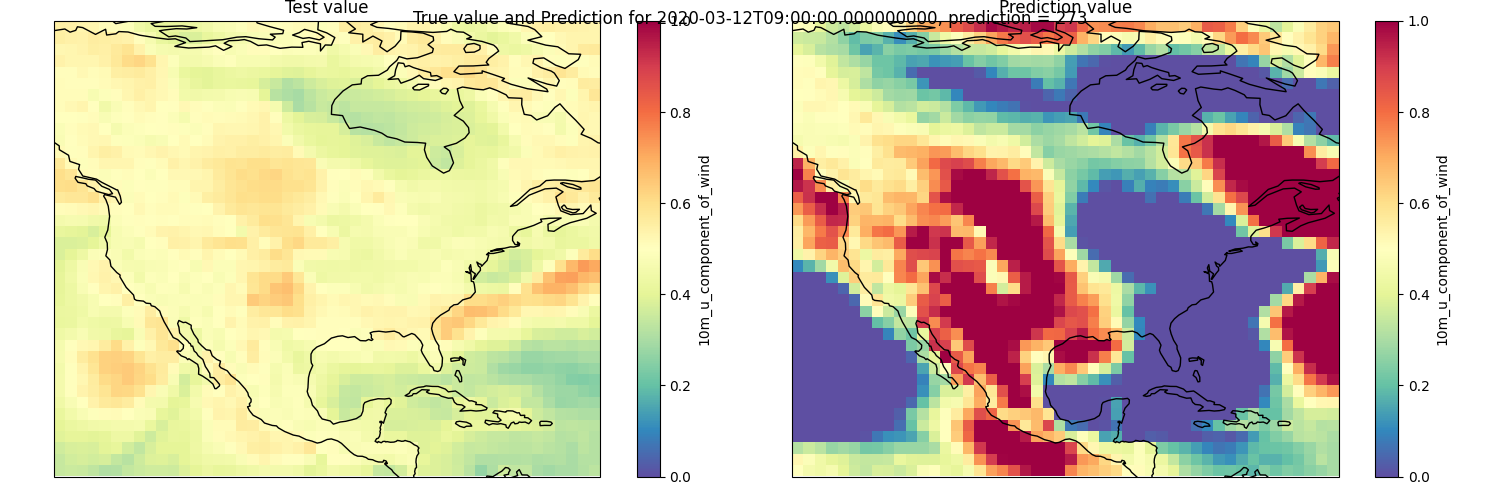 Test value
True value and Prediction for 2020-03-12T09:00:00.000000000, prediction = 273
Prediction value
1.0
0.8
0.6
0.4
0.2
0.0
10m_u_component_of_wind
1.0
0.8
0.6
0.4
0.2
0.0
10m_u_component_of_wind